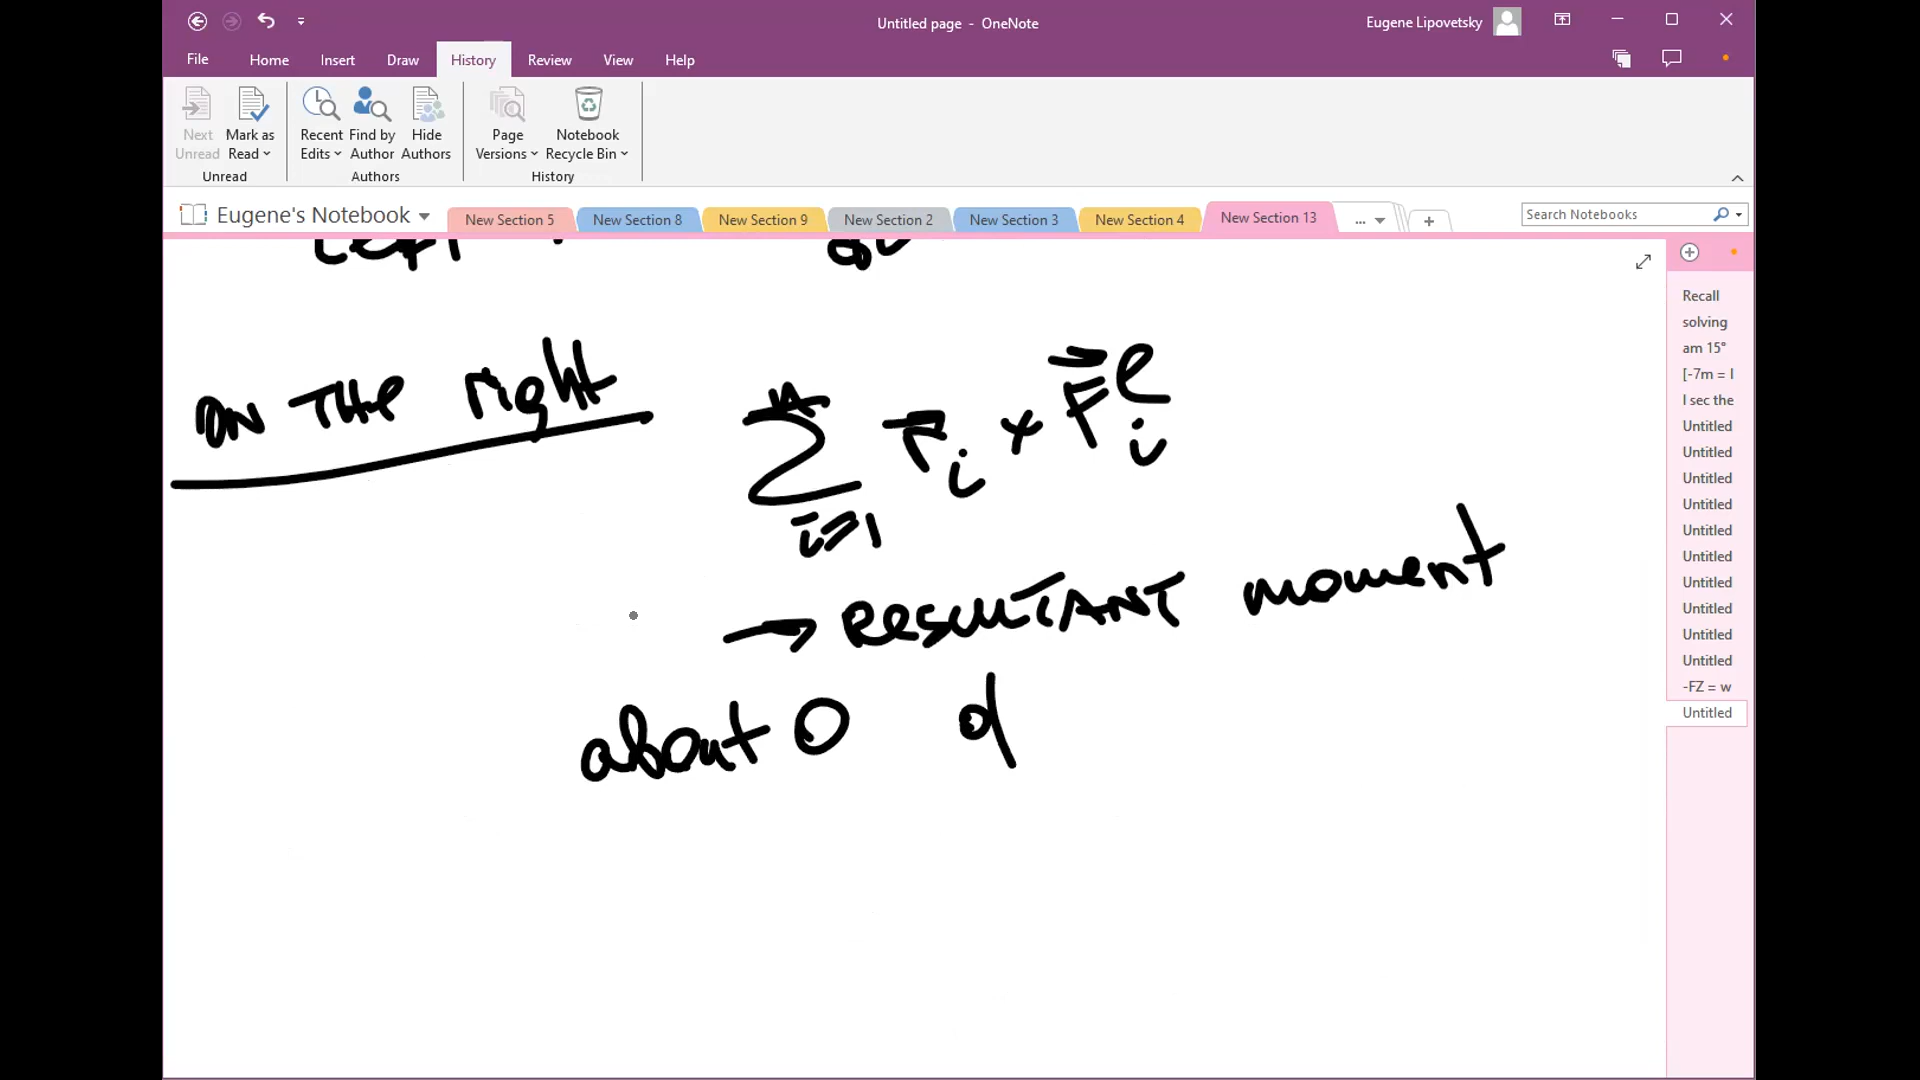 Untitled page - OneNote
Eugene Lipovetsky
File Home Insert Draw History Review View Help
Next Unread
Mark as Read
Recent Edits
Find by Author
Hide Authors
Page Versions
Notebook Recycle Bin
Unread Authors History
Eugene's Notebook
New Section 5 New Section 8 New Section 9 New Section 2 New Section 3 New Section 4 New Section 13 ...
Search Notebooks
left
on the right
n
∑ r⃗i × F⃗i^e
i=1
→ RESULTANT moment
about O of
Recall
solving
am 15°
[-7m = I
I sec the
Untitled
Untitled
Untitled
Untitled
Untitled
Untitled
Untitled
Untitled
Untitled
Untitled
-FZ = w
Untitled